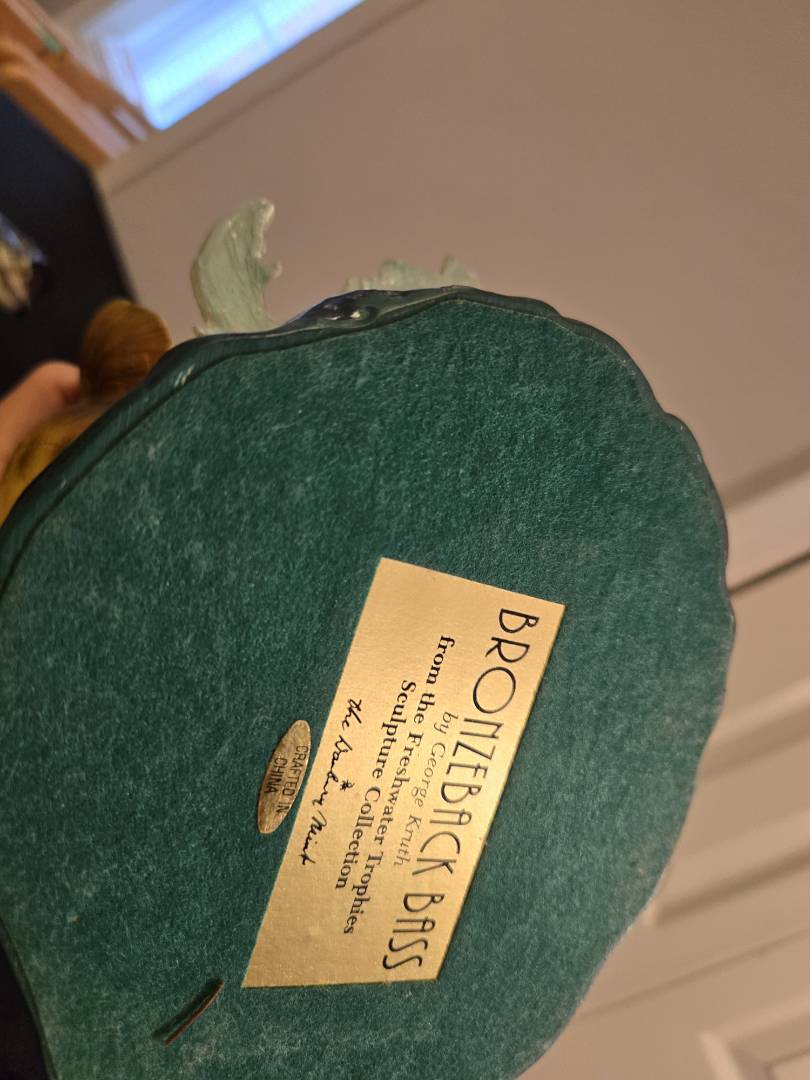 BRONZEBACK BASS
by George Kruth
from the Freshwater Trophies
Sculpture Collection
The Danbury Mint
CRAFTED IN
CHINA